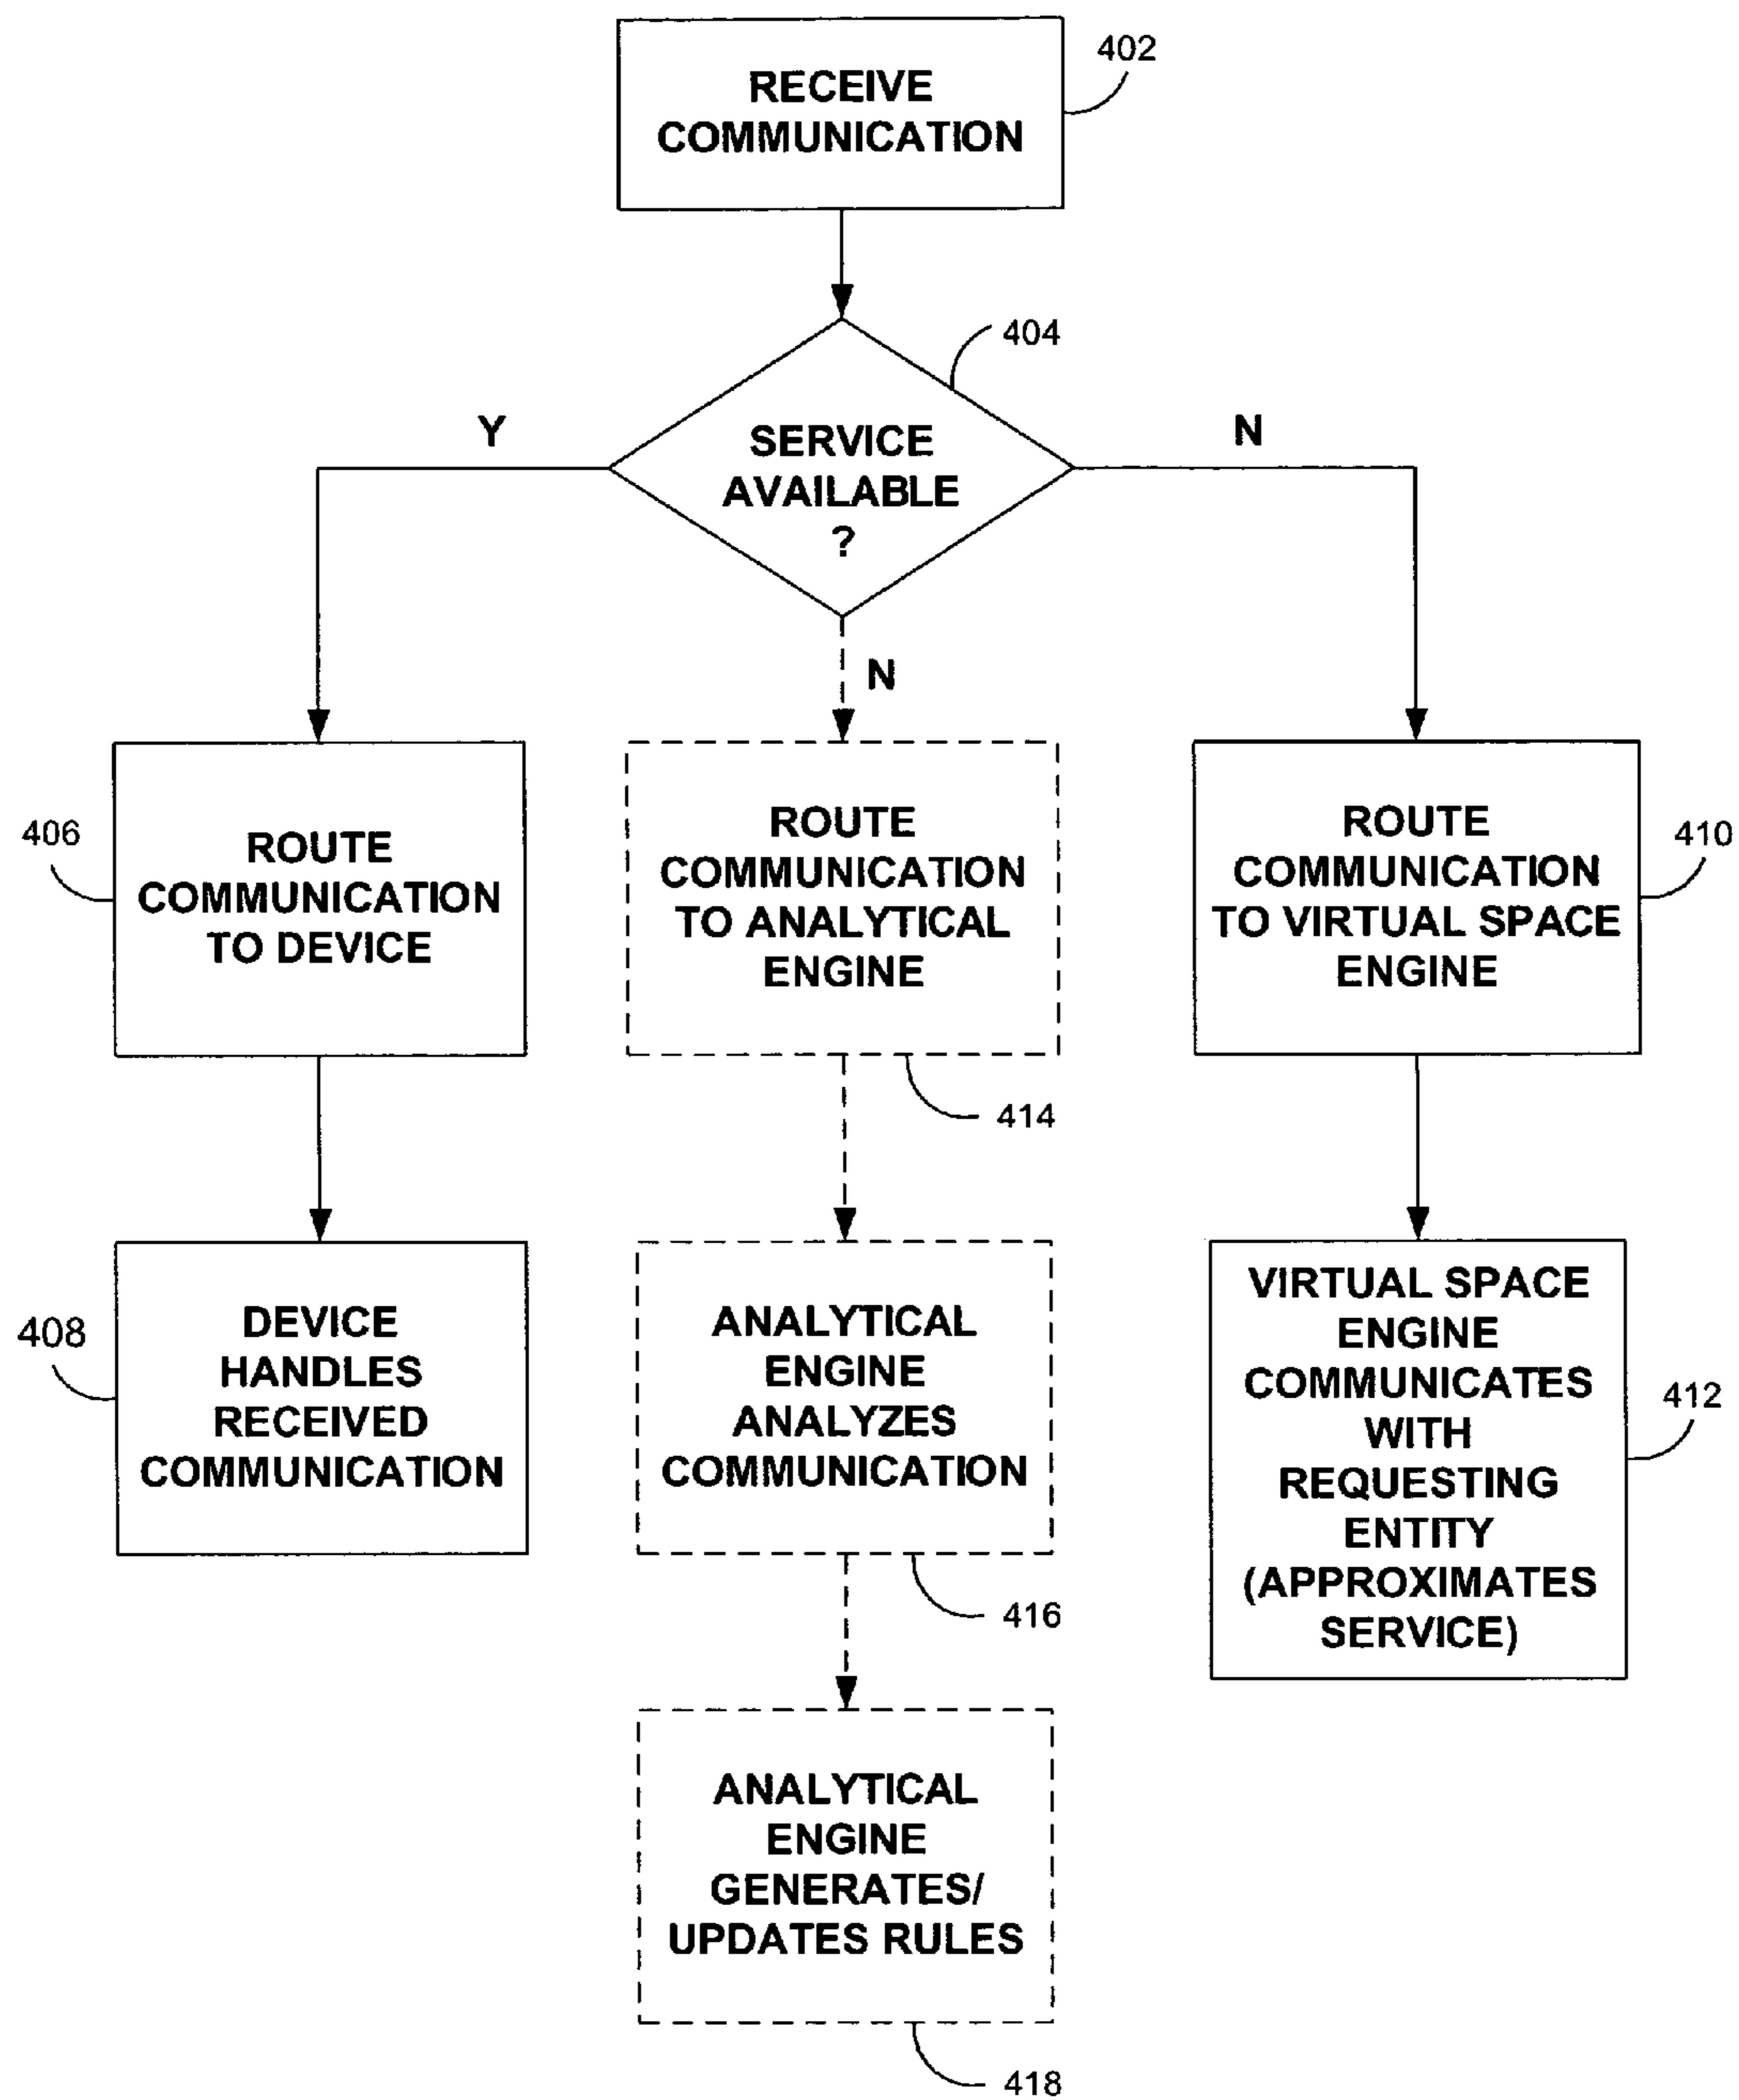 RECEIVE
COMMUNICATION
402
404
SERVICE
AVAILABLE
?
Y
N
N
ROUTE
COMMUNICATION
TO DEVICE
406
ROUTE
COMMUNICATION
TO ANALYTICAL
ENGINE
414
ROUTE
COMMUNICATION
TO VIRTUAL SPACE
ENGINE
410
DEVICE
HANDLES
RECEIVED
COMMUNICATION
408
ANALYTICAL
ENGINE
ANALYZES
COMMUNICATION
416
VIRTUAL SPACE
ENGINE
COMMUNICATES
WITH
REQUESTING
ENTITY
(APPROXIMATES
SERVICE)
412
ANALYTICAL
ENGINE
GENERATES/
UPDATES RULES
418